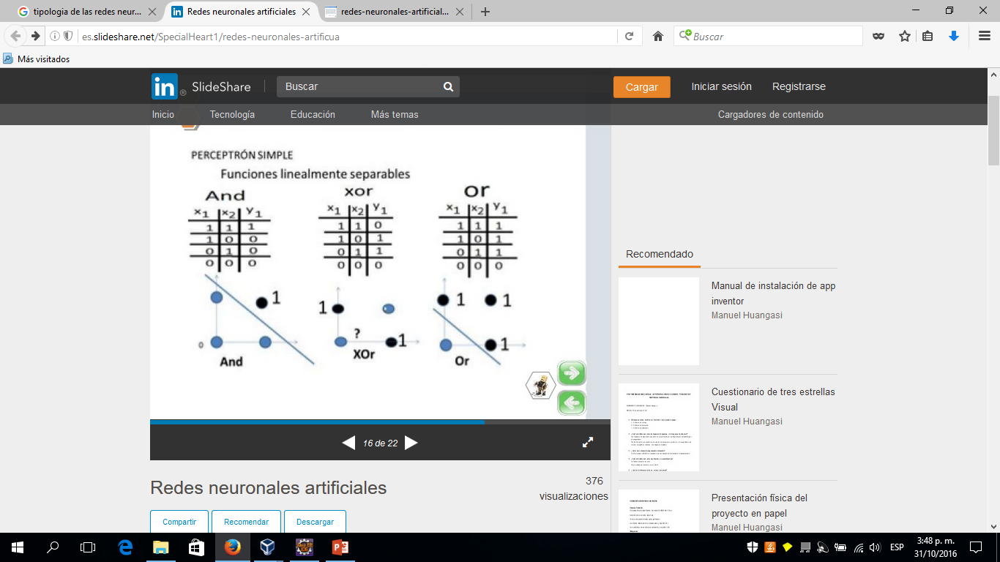 tipologia de las redes neur...
Redes neuronales artificiales
redes-neuronales-artificial...
es.slideshare.net/SpecialHeart1/redes-neuronales-artificua
Buscar
Más visitados
in ® SlideShare
Buscar
Cargar
Iniciar sesión
Registrarse
Inicio
Tecnología
Educación
Más temas
Cargadores de contenido
PERCEPTRÓN SIMPLE
Funciones linealmente separables
And
x1 x2 y1
1 1 1
1 0 0
0 1 0
0 0 0
xor
x1 x2 y1
1 1 0
1 0 1
0 1 1
0 0 0
or
x1 x2 y1
1 1 1
1 0 1
0 1 1
0 0 0
1
0
And
1
?
1
XOr
1 1
1
Or
16 de 22
Redes neuronales artificiales
376
visualizaciones
Compartir
Recomendar
Descargar
Recomendado
Manual de instalación de app
inventor
Manuel Huangasi
Cuestionario de tres estrellas
Visual
Manuel Huangasi
Presentación física del
proyecto en papel
Manuel Huangasi
ESP
3:48 p. m.
31/10/2016